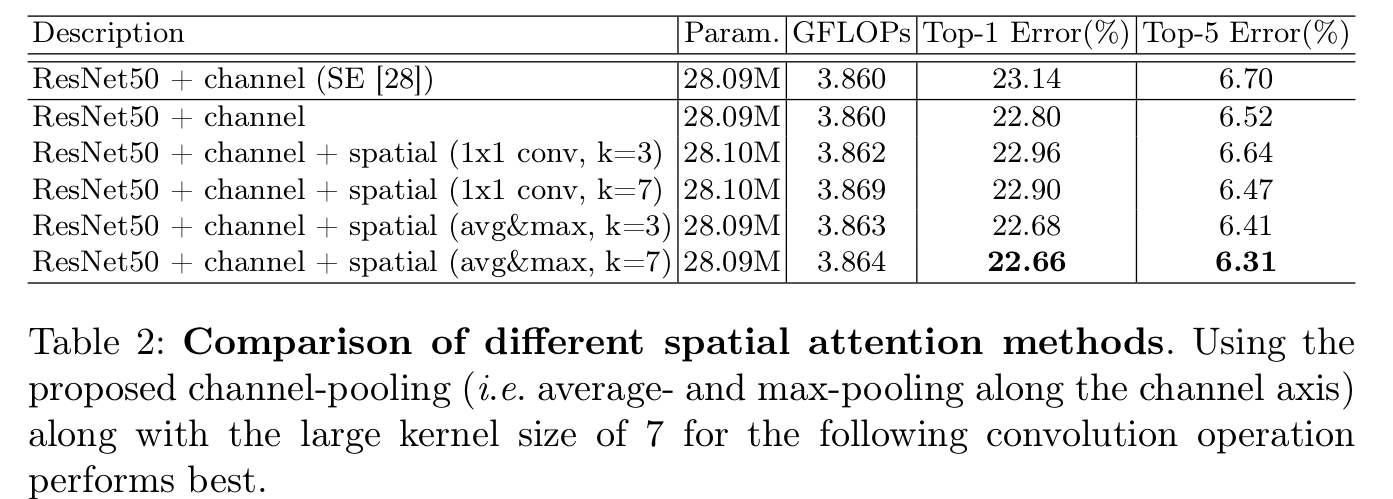 Description Param. GFLOPs Top-1 Error(%) Top-5 Error(%)
ResNet50 + channel (SE [28]) 28.09M 3.860 23.14 6.70
ResNet50 + channel 28.09M 3.860 22.80 6.52
ResNet50 + channel + spatial (1x1 conv, k=3) 28.10M 3.862 22.96 6.64
ResNet50 + channel + spatial (1x1 conv, k=7) 28.10M 3.869 22.90 6.47
ResNet50 + channel + spatial (avg&max, k=3) 28.09M 3.863 22.68 6.41
ResNet50 + channel + spatial (avg&max, k=7) 28.09M 3.864 22.66 6.31
Table 2: Comparison of different spatial attention methods. Using the
proposed channel-pooling (i.e. average- and max-pooling along the channel axis)
along with the large kernel size of 7 for the following convolution operation
performs best.